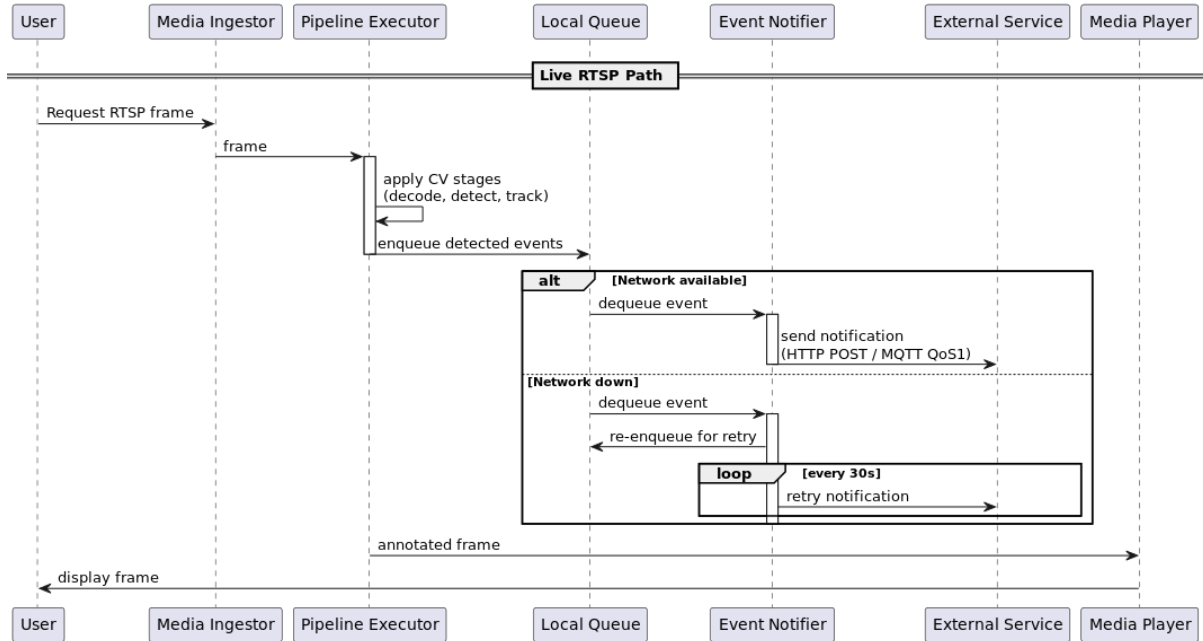 User
Media Ingestor
Pipeline Executor
Local Queue
Event Notifier
External Service
Media Player
Live RTSP Path
Request RTSP frame
frame
apply CV stages
(decode, detect, track)
enqueue detected events
alt
[Network available]
dequeue event
send notification
(HTTP POST / MQTT QoS1)
[Network down]
dequeue event
re-enqueue for retry
loop
[every 30s]
retry notification
annotated frame
display frame
User
Media Ingestor
Pipeline Executor
Local Queue
Event Notifier
External Service
Media Player